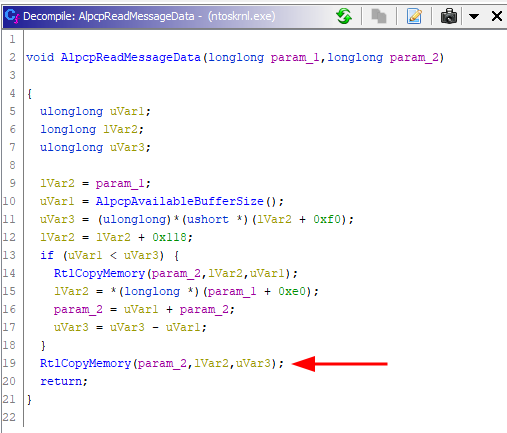 Decompile: AlpcpReadMessageData - (ntoskrnl.exe)
1
2 void AlpcpReadMessageData(longlong param_1,longlong param_2)
3
4 {
5 ulonglong uVar1;
6 longlong lVar2;
7 ulonglong uVar3;
8
9 lVar2 = param_1;
10 uVar1 = AlpcpAvailableBufferSize();
11 uVar3 = (ulonglong)*(ushort *)(lVar2 + 0xf0);
12 lVar2 = lVar2 + 0x118;
13 if (uVar1 < uVar3) {
14 RtlCopyMemory(param_2,lVar2,uVar1);
15 lVar2 = *(longlong *)(param_1 + 0xe0);
16 param_2 = uVar1 + param_2;
17 uVar3 = uVar3 - uVar1;
18 }
19 RtlCopyMemory(param_2,lVar2,uVar3);
20 return;
21 }
22